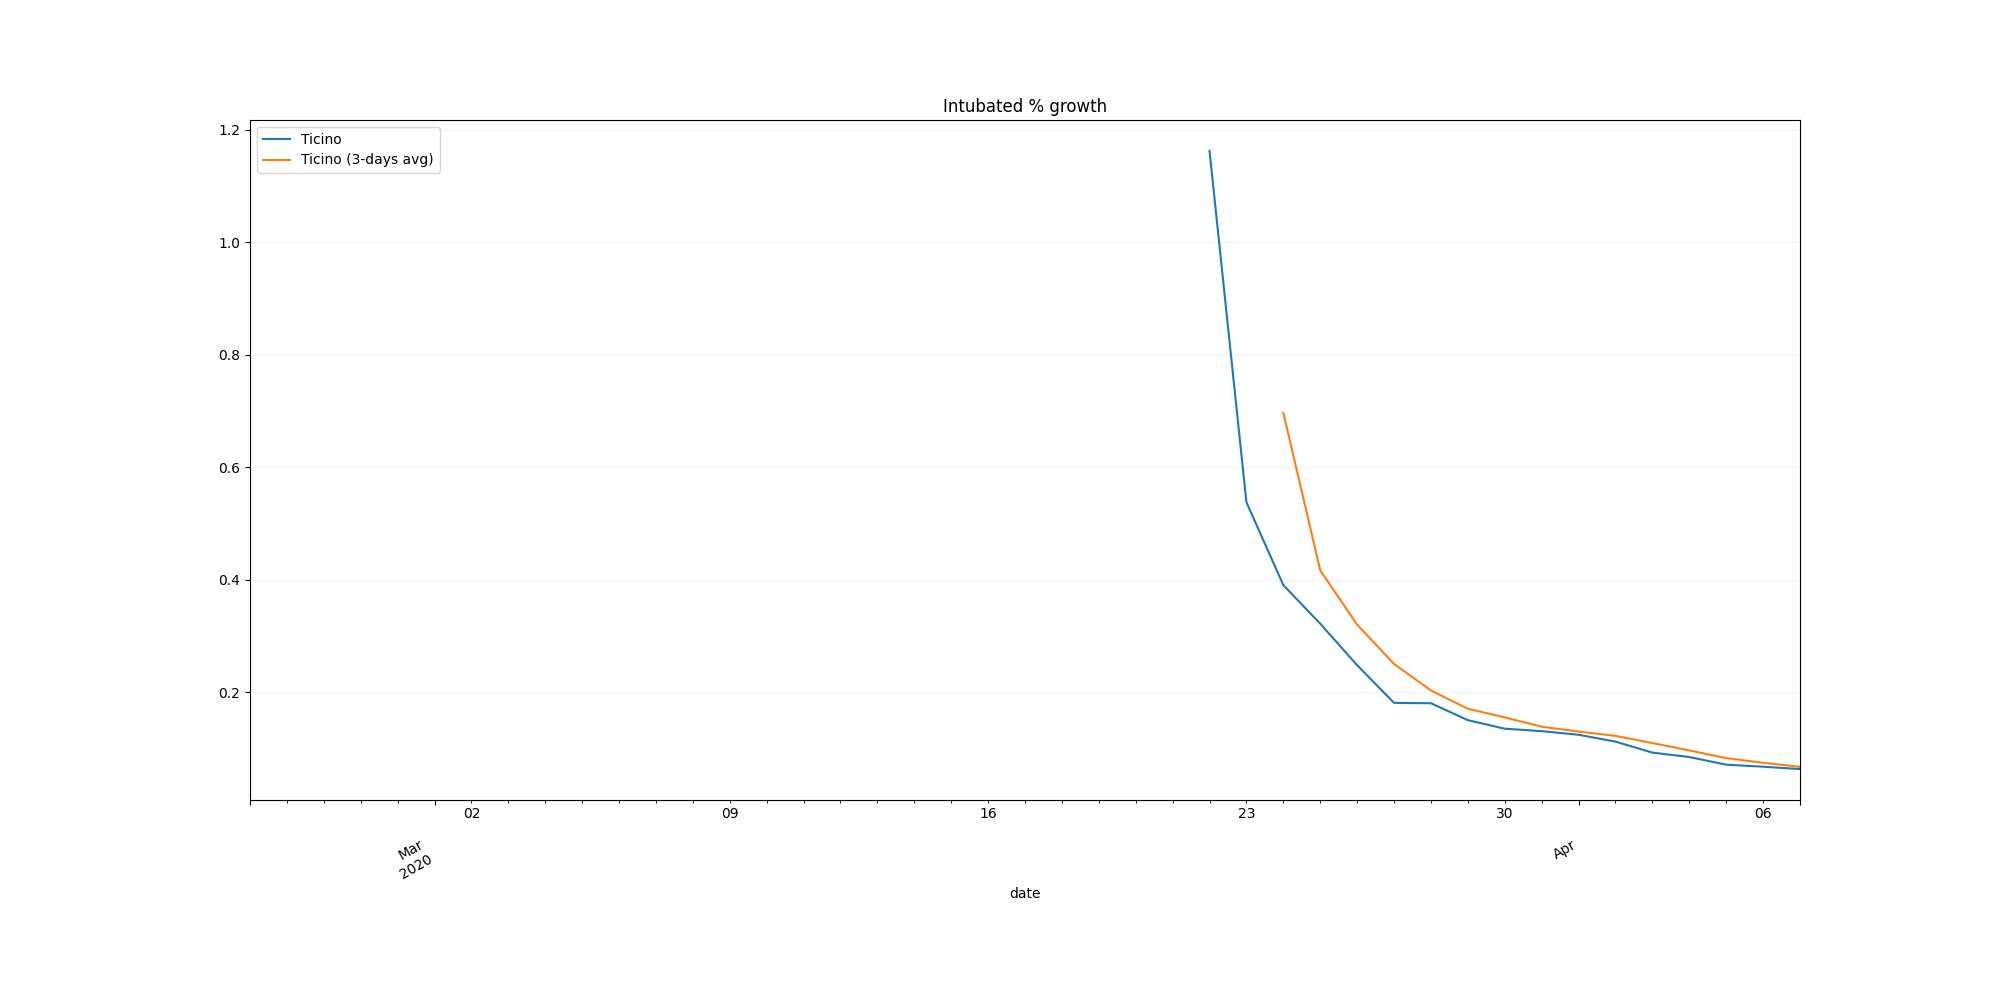 Intubated % growth
Ticino
Ticino (3-days avg)
1.2
1.0
0.8
0.6
0.4
0.2
02
09
16
23
30
06
Mar
2020
Apr
date